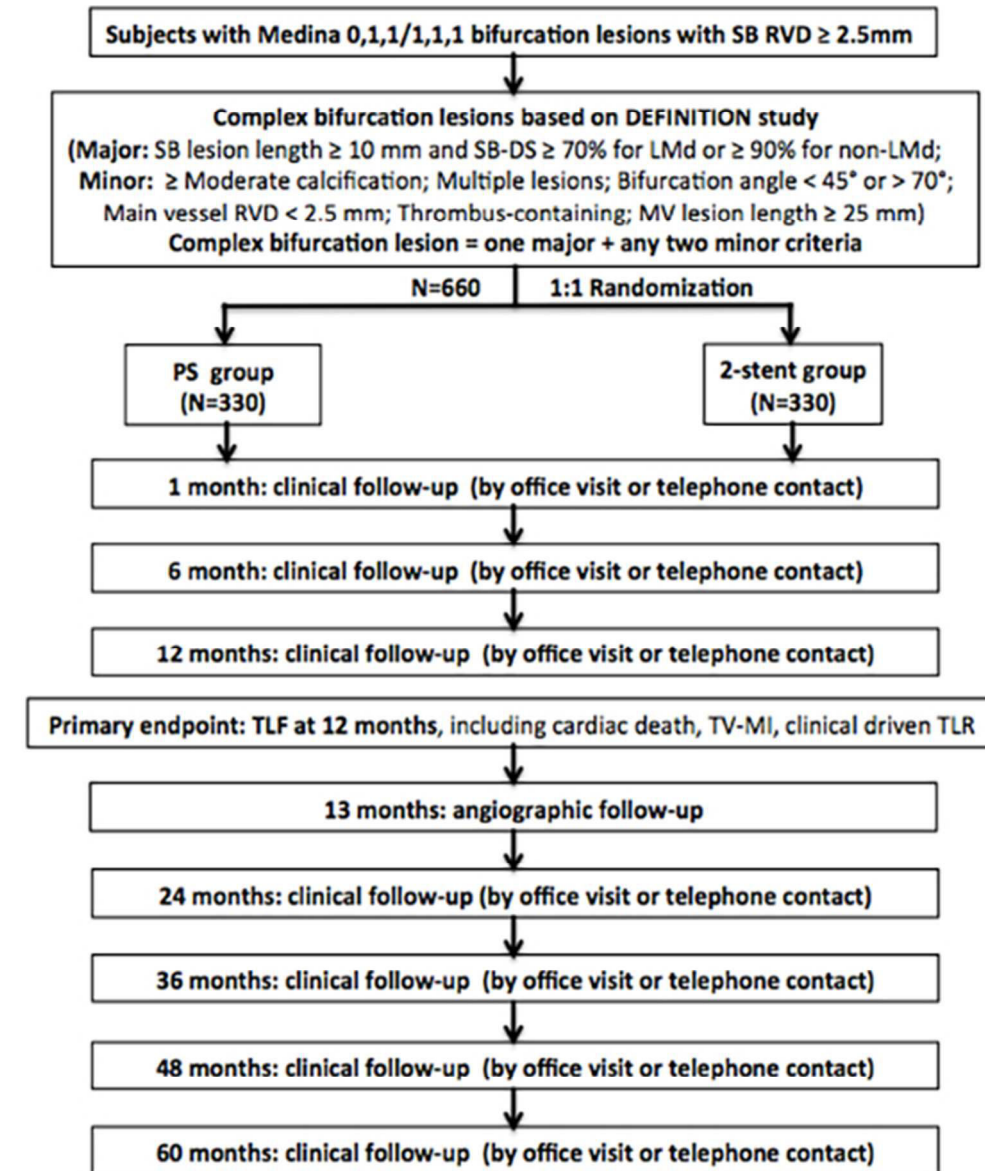 Subjects with Medina 0,1,1/1,1,1 bifurcation lesions with SB RVD ≥ 2.5mm
Complex bifurcation lesions based on DEFINITION study
(Major: SB lesion length ≥ 10 mm and SB-DS ≥ 70% for LMd or ≥ 90% for non-LMd;
Minor: ≥ Moderate calcification; Multiple lesions; Bifurcation angle < 45° or > 70°;
Main vessel RVD < 2.5 mm; Thrombus-containing; MV lesion length ≥ 25 mm)
Complex bifurcation lesion = one major + any two minor criteria
N=660 1:1 Randomization
PS group
(N=330)
2-stent group
(N=330)
1 month: clinical follow-up (by office visit or telephone contact)
6 month: clinical follow-up (by office visit or telephone contact)
12 months: clinical follow-up (by office visit or telephone contact)
Primary endpoint: TLF at 12 months, including cardiac death, TV-MI, clinical driven TLR
13 months: angiographic follow-up
24 months: clinical follow-up (by office visit or telephone contact)
36 months: clinical follow-up (by office visit or telephone contact)
48 months: clinical follow-up (by office visit or telephone contact)
60 months: clinical follow-up (by office visit or telephone contact)